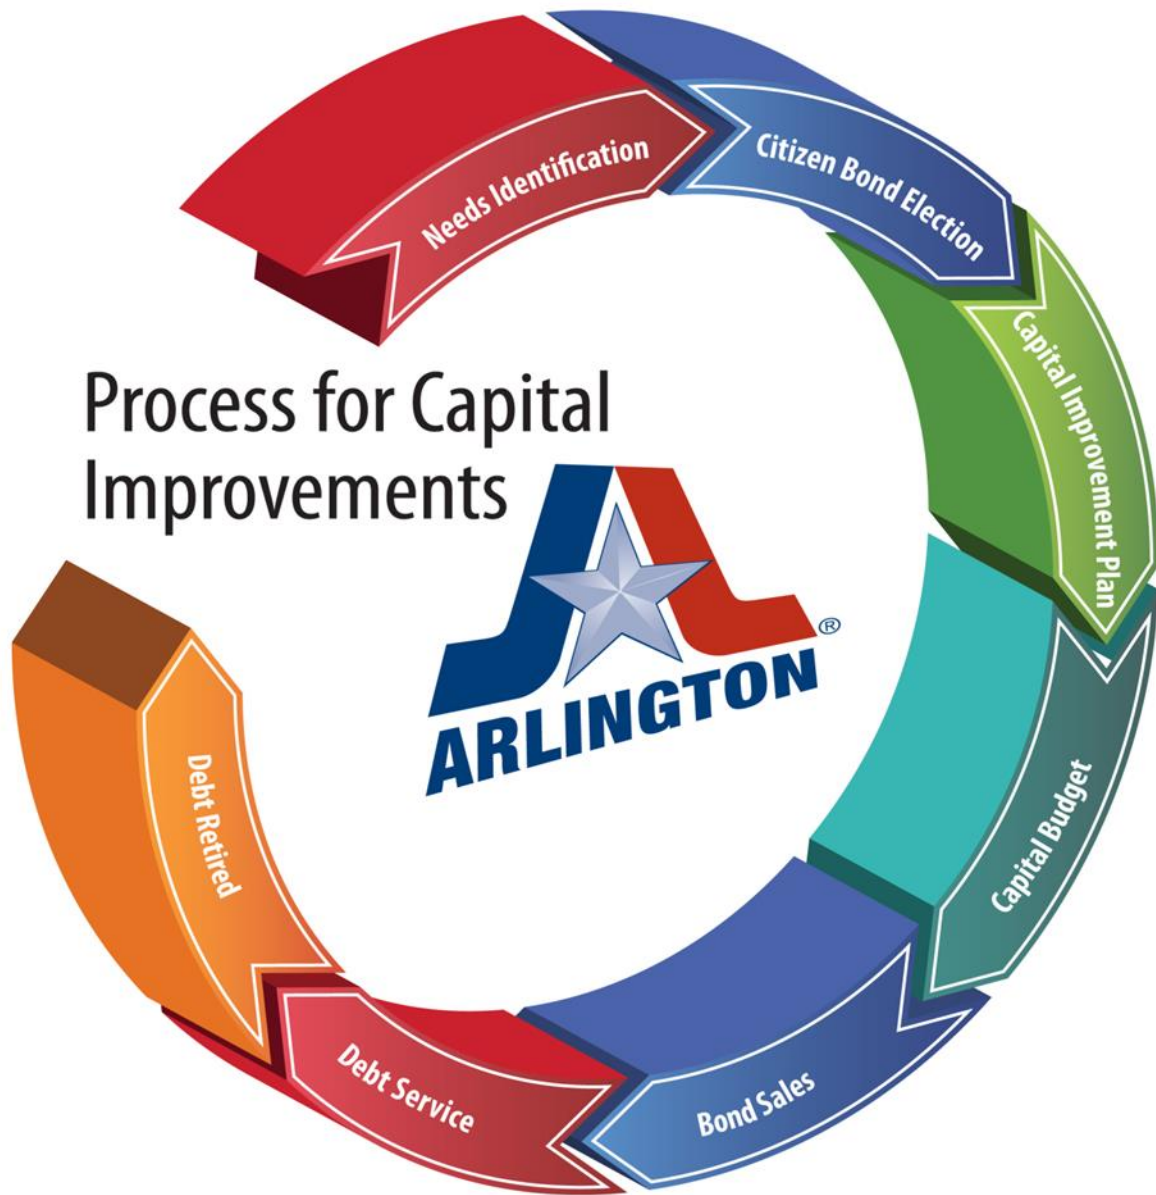 Needs Identification
Citizen Bond Election
Capital Improvement Plan
Capital Budget
Bond Sales
Debt Service
Debt Retired
Process for Capital
Improvements
ARLINGTON
®